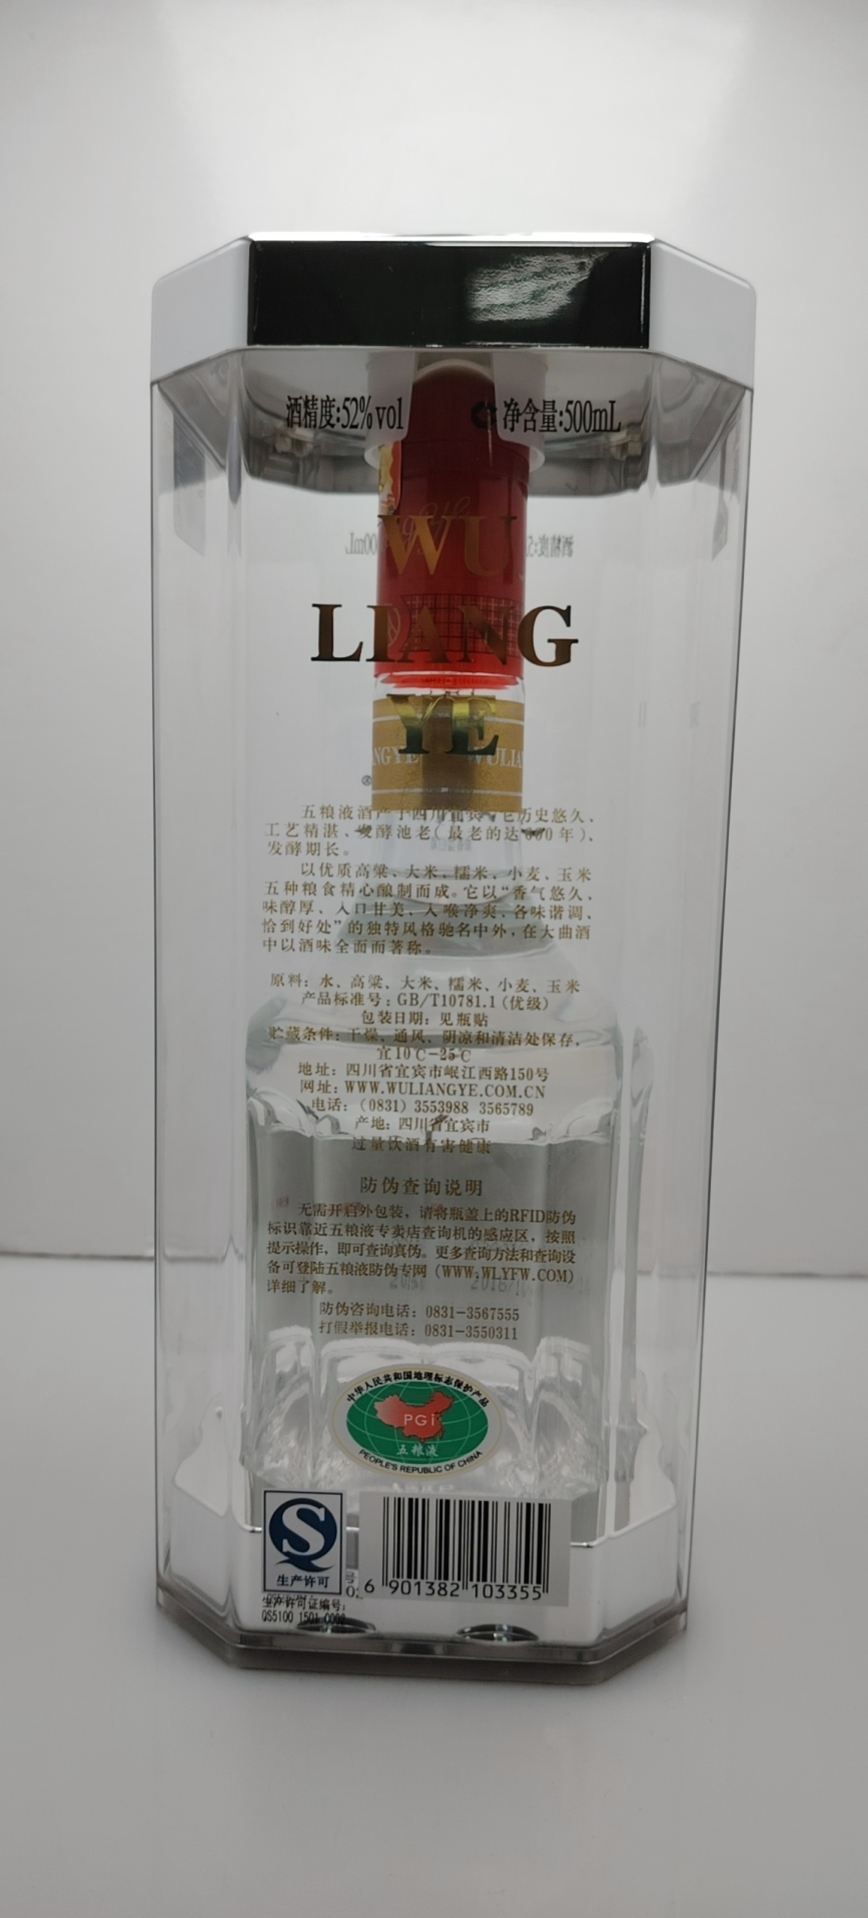 酒精度:52%vol
净含量:500mL
WU
LIANG
YE
五粮液酒产于四川宜宾,它历史悠久、
工艺精湛、发酵池老(最老的达600年)、
发酵期长。
以优质高粱、大米、糯米、小麦、玉米
五种粮食精心酿制而成。它以“香气悠久、
味醇厚、入口甘美、入喉净爽、各味谐调、
恰到好处”的独特风格驰名中外,在大曲酒
中以酒味全面而著称。
原料: 水、高粱、大米、糯米、小麦、玉米
产品标准号: GB/T10781.1(优级)
包装日期: 见瓶贴
贮藏条件: 干燥、通风、阴凉和清洁处保存,
宜10℃-25℃
地址: 四川省宜宾市岷江西路150号
网址: WWW.WULIANGYE.COM.CN
电话: (0831) 3553988 3565789
产地: 四川省宜宾市
过量饮酒有害健康
防伪查询说明
无需开启外包装, 请将瓶盖上的RFID防伪
标识靠近五粮液专卖店查询机的感应区, 按照
提示操作, 即可查询真伪。更多查询方法和查询设
备可登陆五粮液防伪专网 (WWW.WLYFW.COM)
详细了解。
防伪咨询电话: 0831-3567555
打假举报电话: 0831-3550311
中华人民共和国地理标志保护产品
PGI
五粮液
PEOPLE'S REPUBLIC OF CHINA
生产许可
6 901382 103355
生产许可证编号:
QS5100 1501